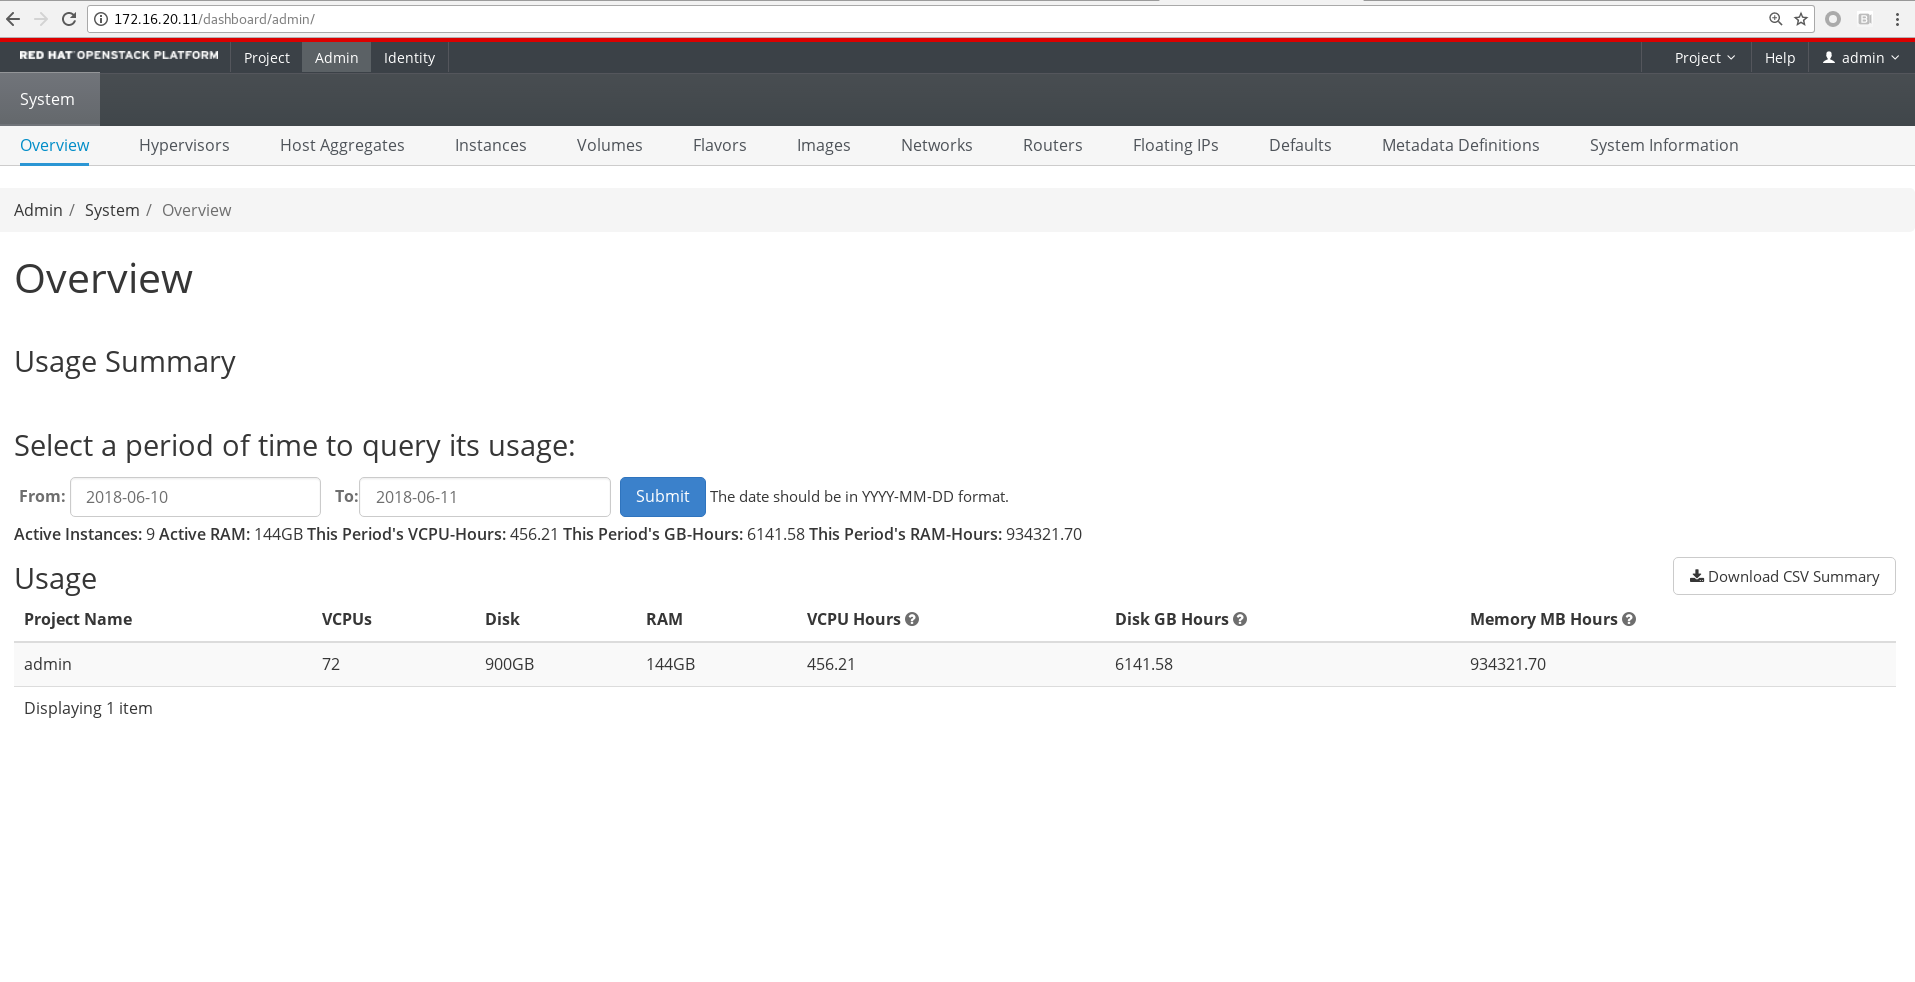 172.16.20.11/dashboard/admin/
RED HAT OPENSTACK PLATFORM Project Admin Identity Project Help admin
System
Overview Hypervisors Host Aggregates Instances Volumes Flavors Images Networks Routers Floating IPs Defaults Metadata Definitions System Information
Admin / System / Overview
Overview
Usage Summary
Select a period of time to query its usage:
From: 2018-06-10 To: 2018-06-11 Submit The date should be in YYYY-MM-DD format.
Active Instances: 9 Active RAM: 144GB This Period's VCPU-Hours: 456.21 This Period's GB-Hours: 6141.58 This Period's RAM-Hours: 934321.70
Usage Download CSV Summary
Project Name VCPUs Disk RAM VCPU Hours Disk GB Hours Memory MB Hours
admin 72 900GB 144GB 456.21 6141.58 934321.70
Displaying 1 item